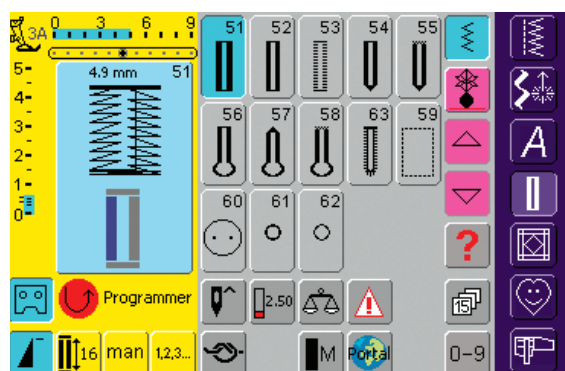 3A 0 3 6 9
5-
4-
3-
2-
1-
0
4.9 mm 51
51 52 53 54 55
56 57 58 63 59
60 61 62
A
?
Programmer
2.50
15
16 man 1,2,3...
M Portal 0-9